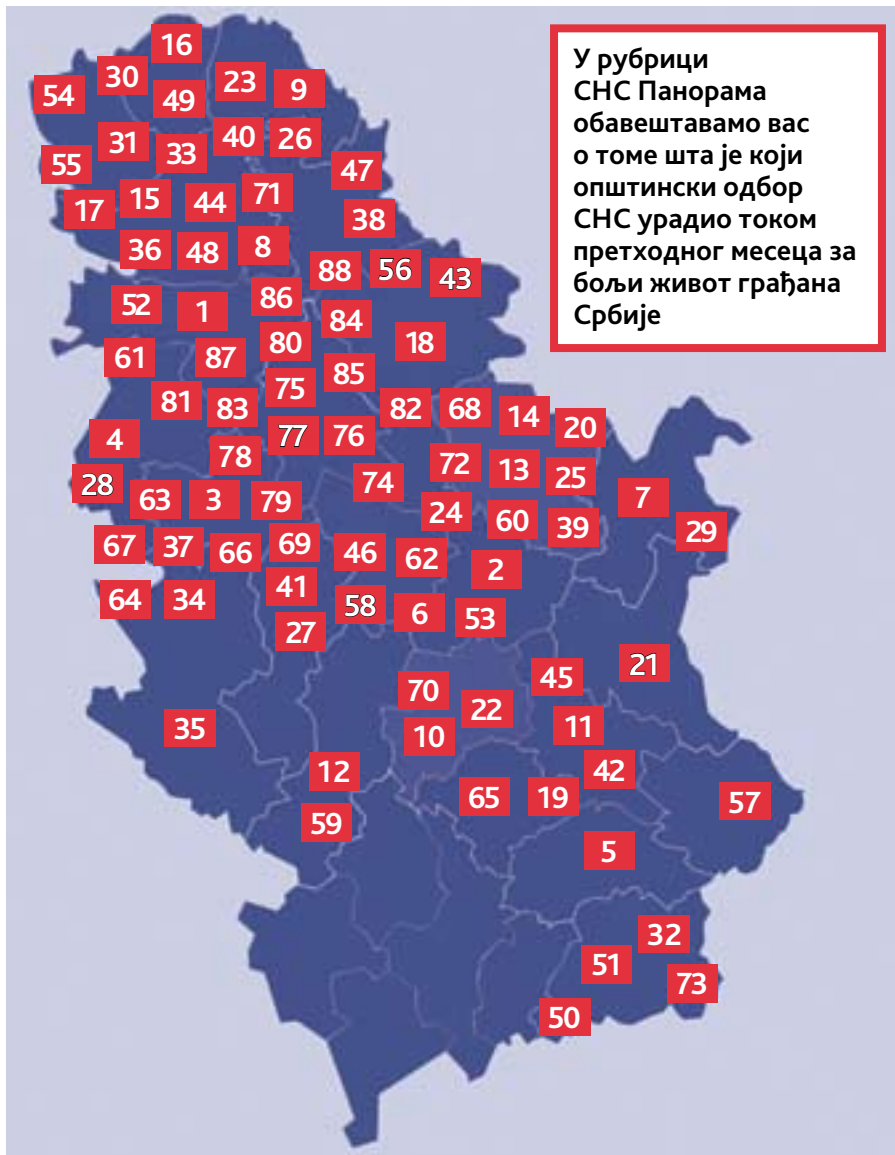 16
30 23 9
54 49
31 33 40 26
55 47
17 15 44 71
38
36 48 8
88 56 43
52 1 86
84
61 87 80 18
75 85
81 83 82 68 14 20
4 77 76
78 72 13 25
28 63 3 79 74 7
24 60 39 29
67 37 66 69 46 62
2
64 34 41 58 6 53
27
21
70 45
22
35 10 11
12 42
65 19 57
59
5
32
51 73
50
У рубрици
СНС Панорама
обавештавамо вас
о томе шта је који
општински одбор
СНС урадио током
претходног месеца за
бољи живот грађана
Србије